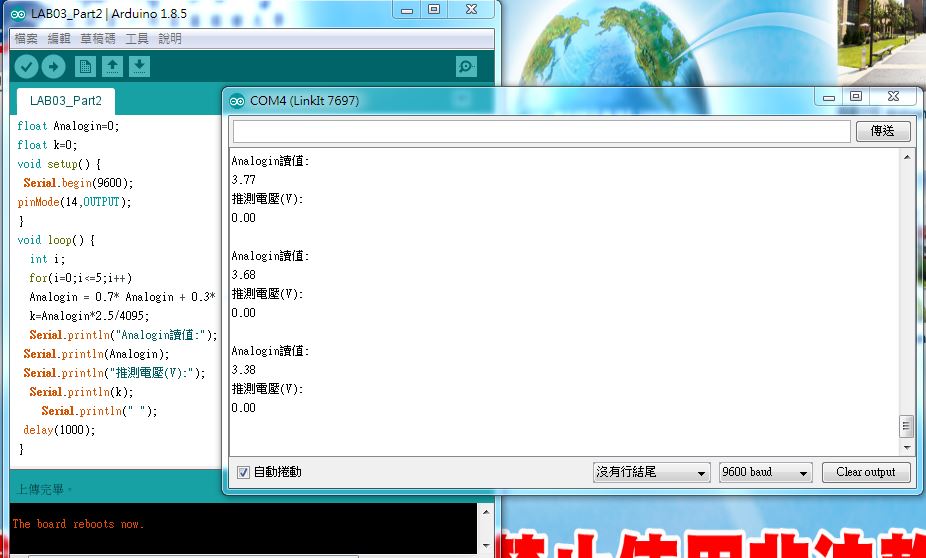 LAB03_Part2 | Arduino 1.8.5
檔案 編輯 草稿碼 工具 說明
LAB03_Part2
float Analogin=0;
float k=0;
void setup() {
Serial.begin(9600);
pinMode(14,OUTPUT);
}
void loop() {
int i;
for(i=0;i<=5;i++)
Analogin = 0.7* Analogin + 0.3*
k=Analogin*2.5/4095;
Serial.println("Analogin讀值:");
Serial.println(Analogin);
Serial.println("推測電壓(V):");
Serial.println(k);
Serial.println(" ");
delay(1000);
}
上傳完畢。
The board reboots now.
COM4 (LinkIt 7697)
傳送
Analogin讀值:
3.77
推測電壓(V):
0.00
Analogin讀值:
3.68
推測電壓(V):
0.00
Analogin讀值:
3.38
推測電壓(V):
0.00
自動捲動
沒有行結尾
9600 baud
Clear output